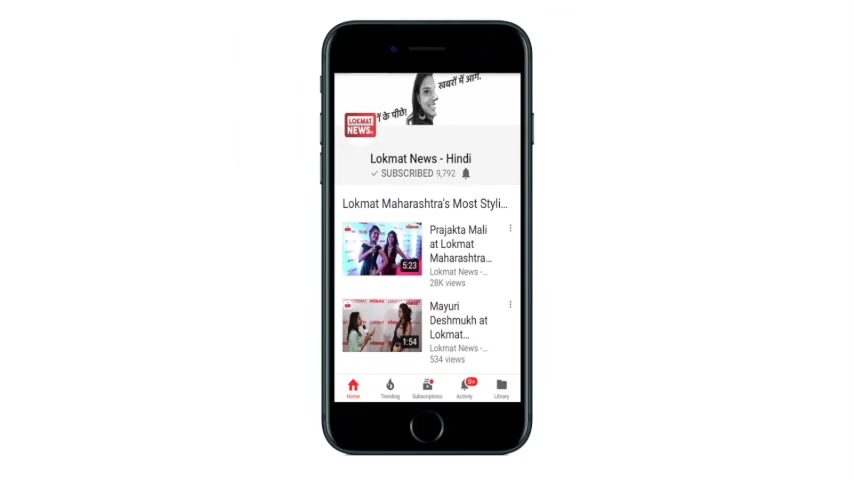 खबरों में आग.
के पीछे!
LOKMAT
NEWS
Lokmat News - Hindi
SUBSCRIBED 9,792
Lokmat Maharashtra's Most Styli...
Prajakta Mali
at Lokmat
Maharashtra...
Lokmat News -...
28K views
5:23
Mayuri
Deshmukh at
Lokmat...
Lokmat News -...
534 views
1:54
Home
Trending
Subscriptions
9+
Activity
Library